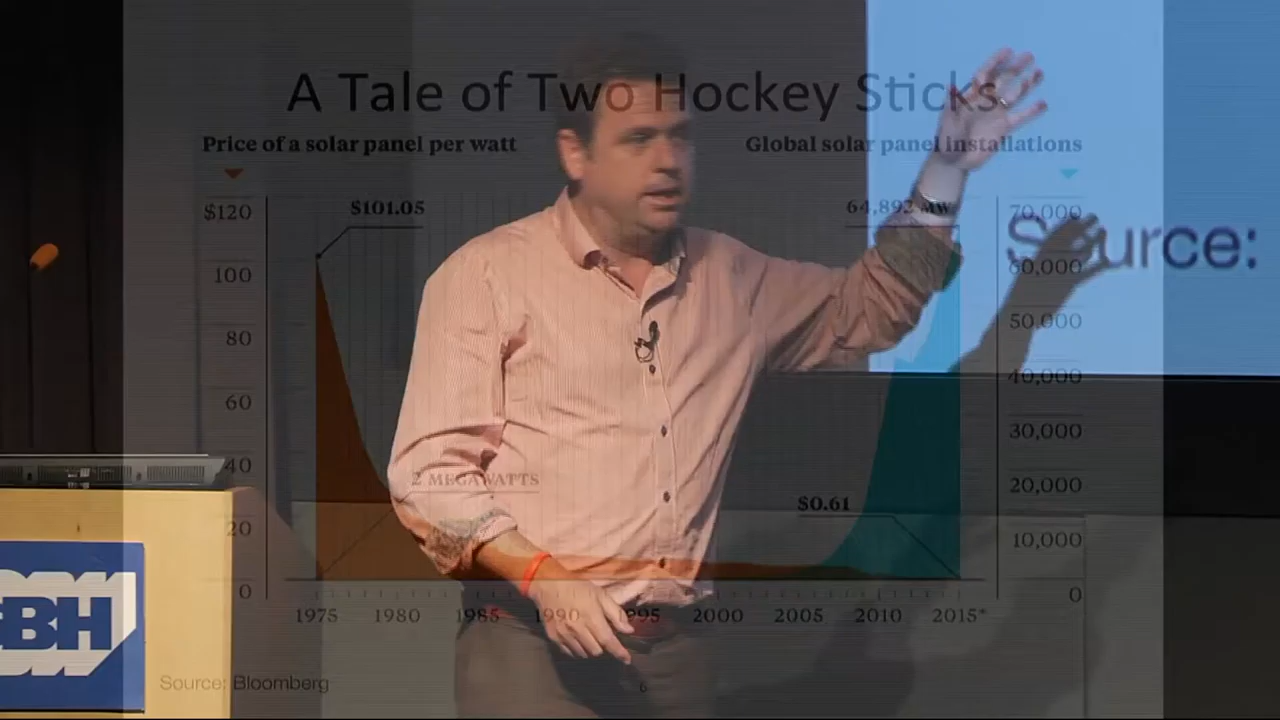 A Tale of Two Hockey Sticks
Price of a solar panel per watt
Global solar panel installations
$120
$101.05
64,892 MW
70,000
Source:
100
60,000
80
50,000
40,000
60
30,000
40
2 MEGAWATTS
20,000
$0.61
20
10,000
0
0
1975 1980 1985 1990 1995 2000 2005 2010 2015*
BH
Source: Bloomberg
6